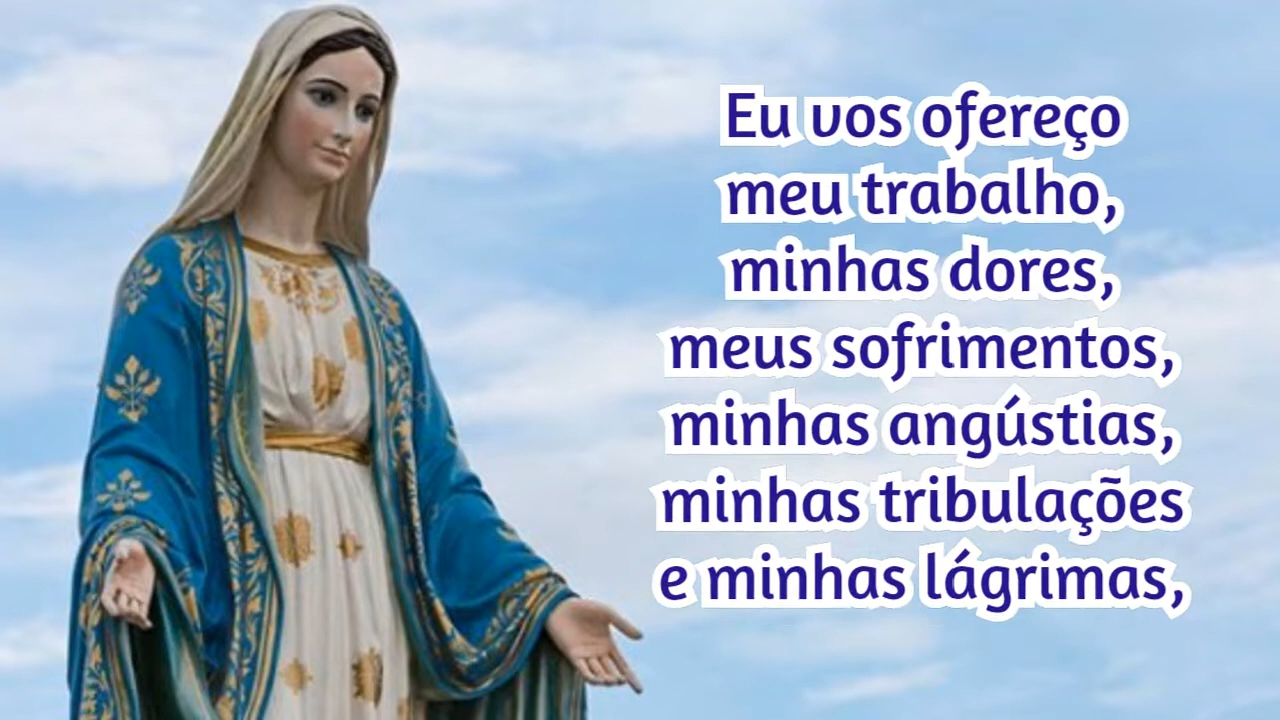 Eu vos ofereço
meu trabalho,
minhas dores,
meus sofrimentos,
minhas angústias,
minhas tribulações
e minhas lágrimas,